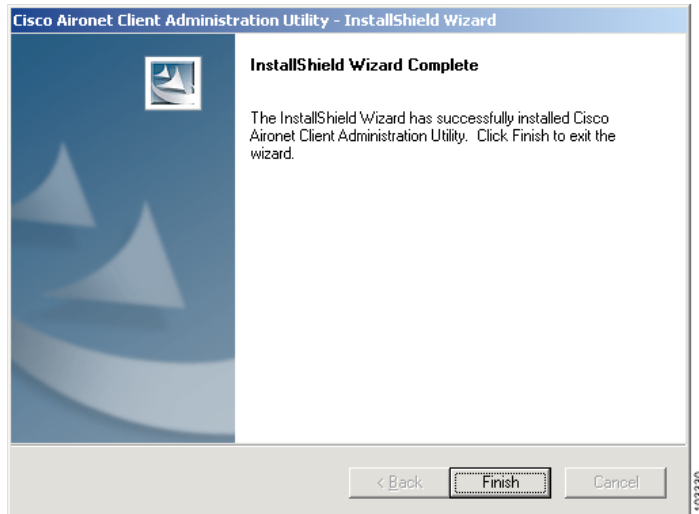 Cisco Aironet Client Administration Utility - InstallShield Wizard
InstallShield Wizard Complete
The InstallShield Wizard has successfully installed Cisco
Aironet Client Administration Utility. Click Finish to exit the
wizard.
< Back
Finish
Cancel
103330